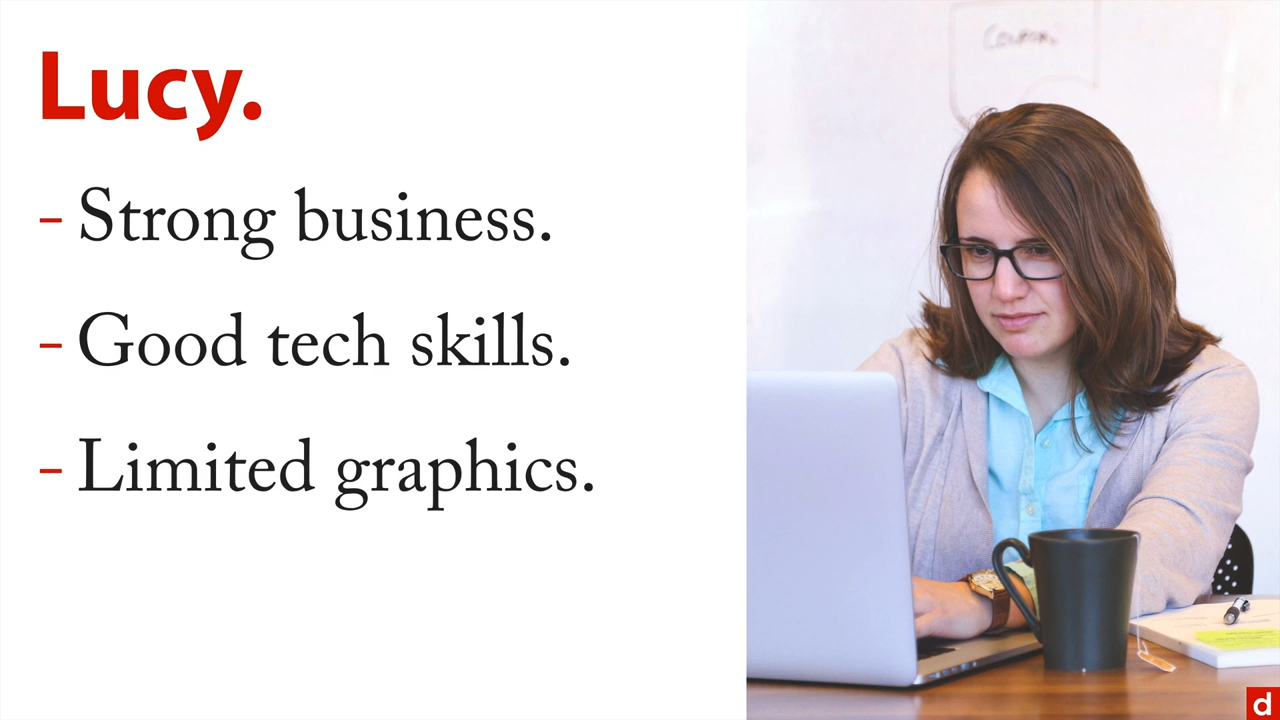 Lucy.
- Strong business.
- Good tech skills.
- Limited graphics.
d